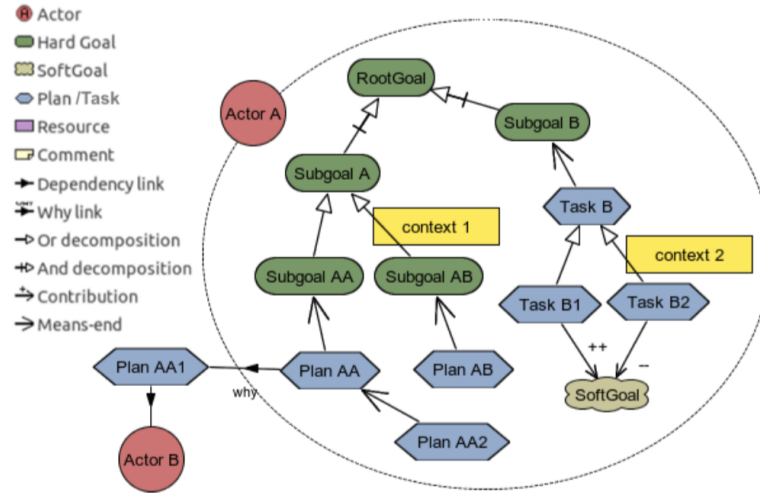 Actor
Hard Goal
SoftGoal
Plan /Task
Resource
Comment
Dependency link
Why link
Or decomposition
And decomposition
+
Contribution
Means-end
RootGoal
Actor A
Subgoal B
Subgoal A
Task B
context 1
context 2
Subgoal AA
Subgoal AB
Task B1
Task B2
++
--
Plan AA1
Plan AA
Plan AB
why
SoftGoal
Plan AA2
Actor B